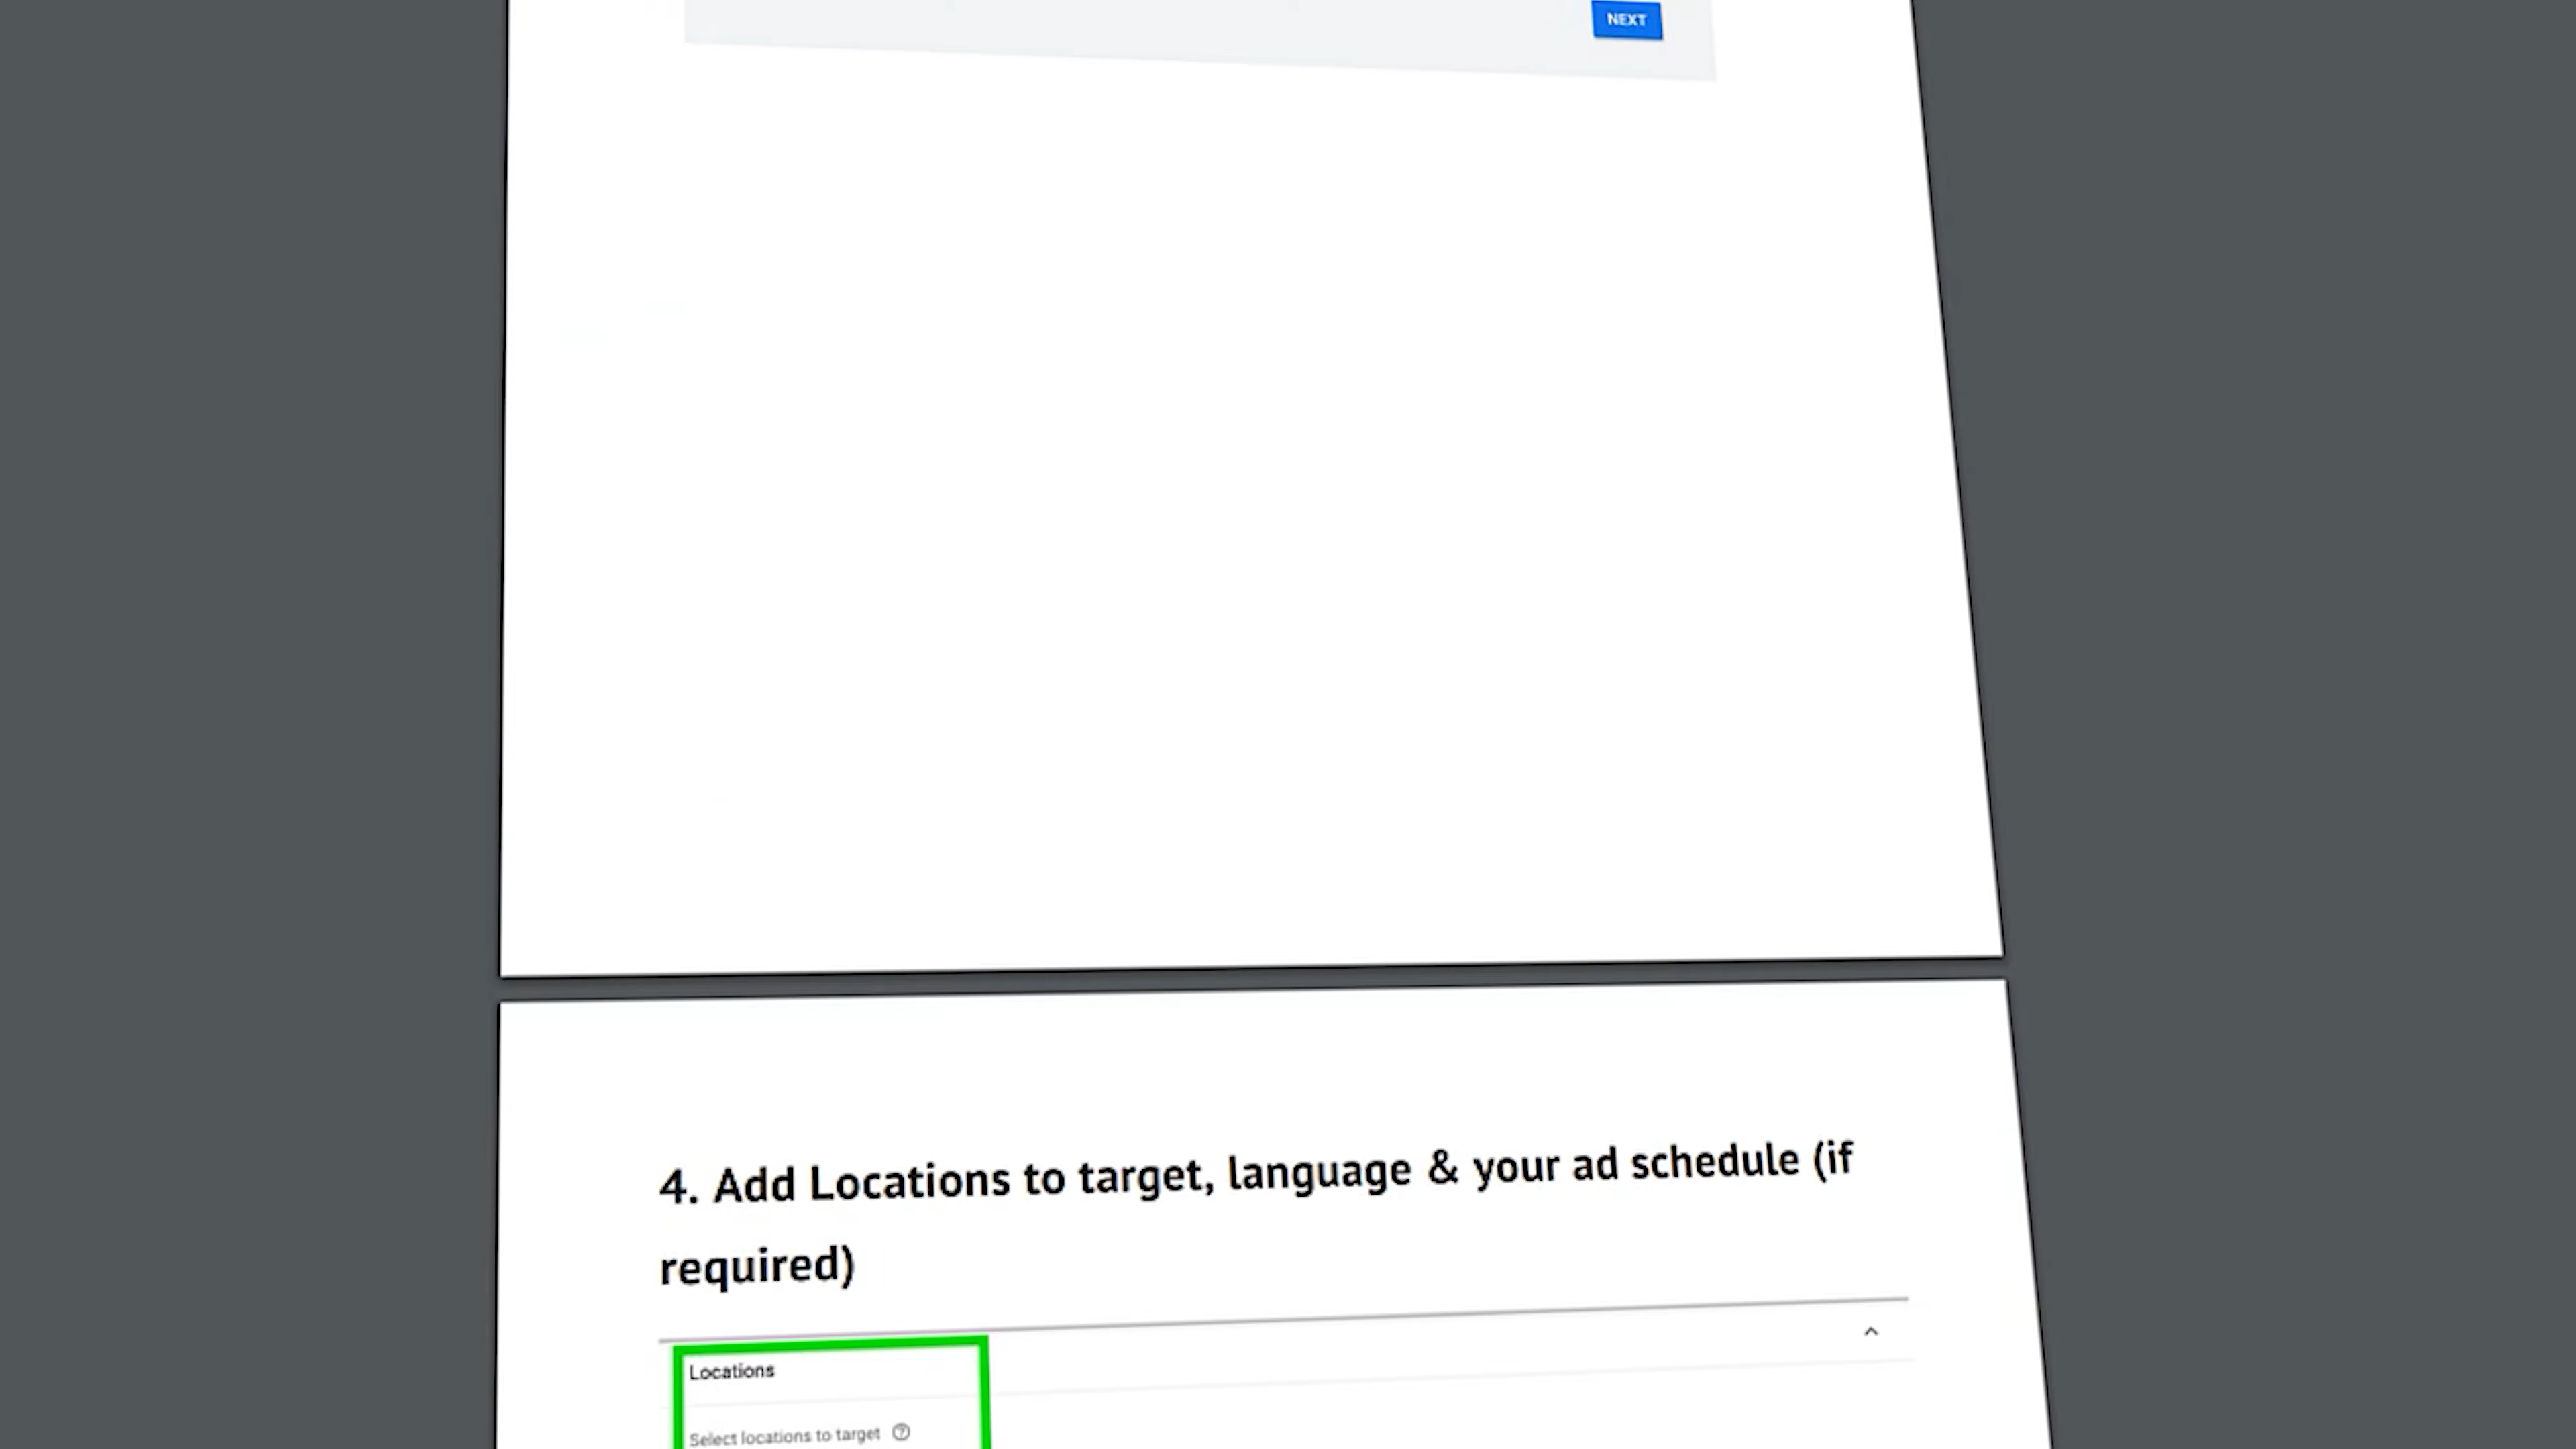 NEXT
4. Add Locations to target, language & your ad schedule (if
required)
Locations
Select locations to target